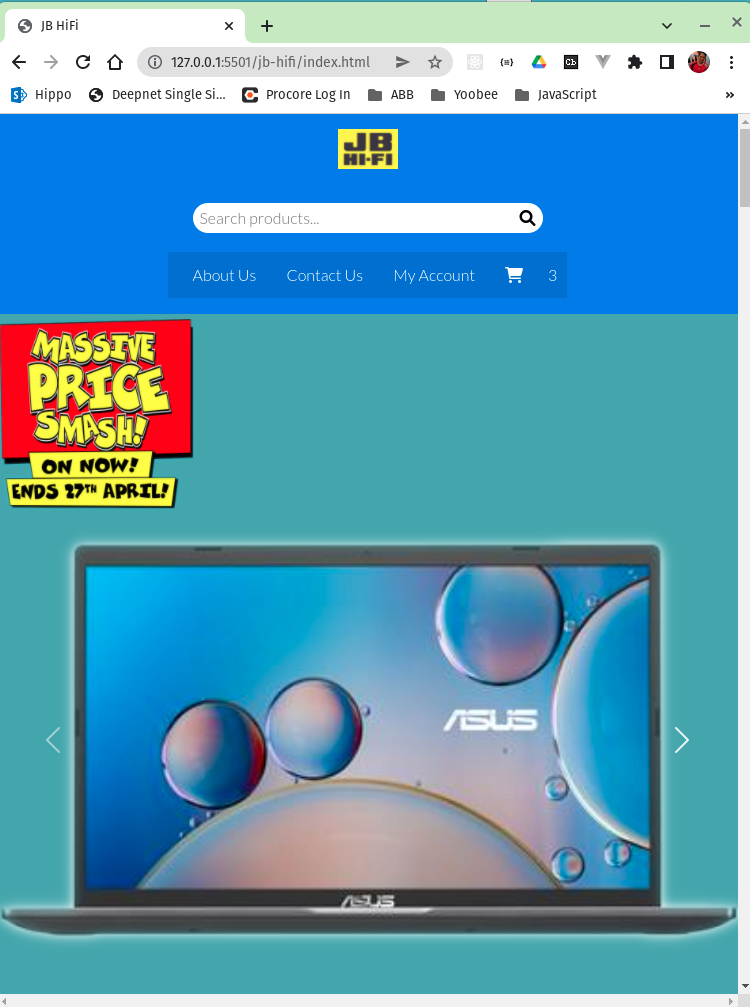 JB HiFi
127.0.0.1:5501/jb-hifi/index.html
Hippo
Deepnet Single Si...
Procore Log In
ABB
Yoobee
JavaScript
»
JB
HI-FI
Search products...
About Us
Contact Us
My Account
3
MASSIVE
PRICE
SMASH!
ON NOW!
ENDS 27TH APRIL!
ASUS
ASUS